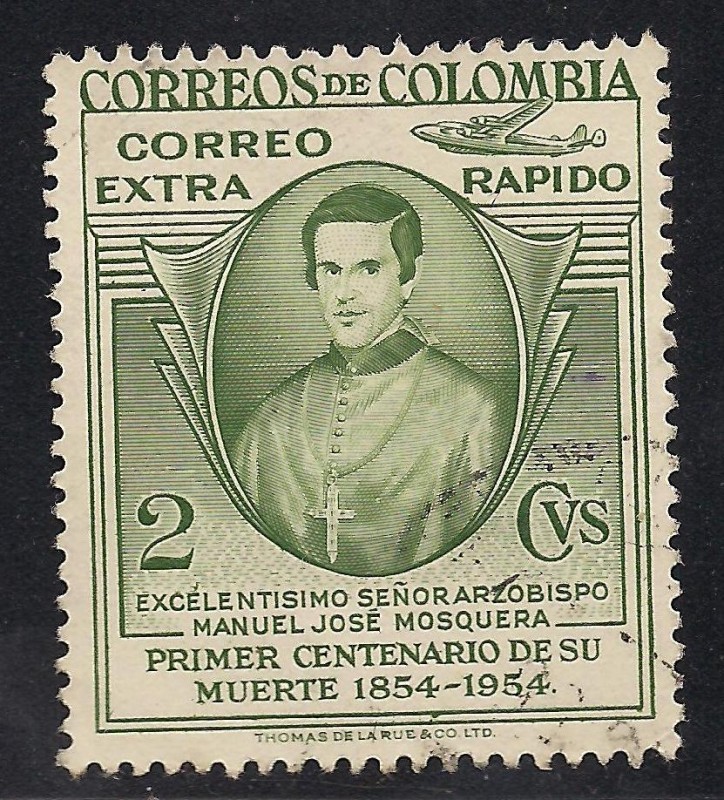 CORREOS DE COLOMBIA
CORREO
EXTRA RAPIDO
2 CVS
EXCELENTISIMO SEÑOR ARZOBISPO
MANUEL JOSÉ MOSQUERA
PRIMER CENTENARIO DE SU
MUERTE 1854-1954.
THOMAS DE LA RUE & CO. LTD.